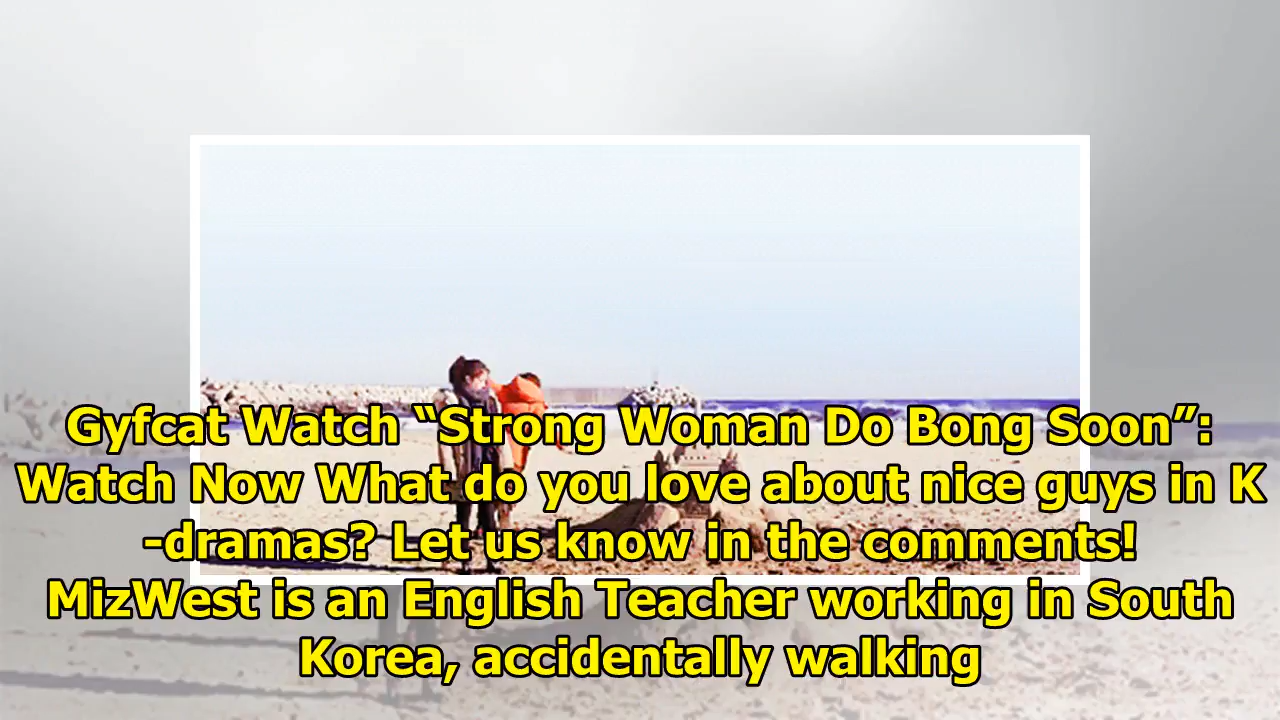 Gyfcat Watch “Strong Woman Do Bong Soon”:
Watch Now What do you love about nice guys in K
-dramas? Let us know in the comments!
MizWest is an English Teacher working in South
Korea, accidentally walking